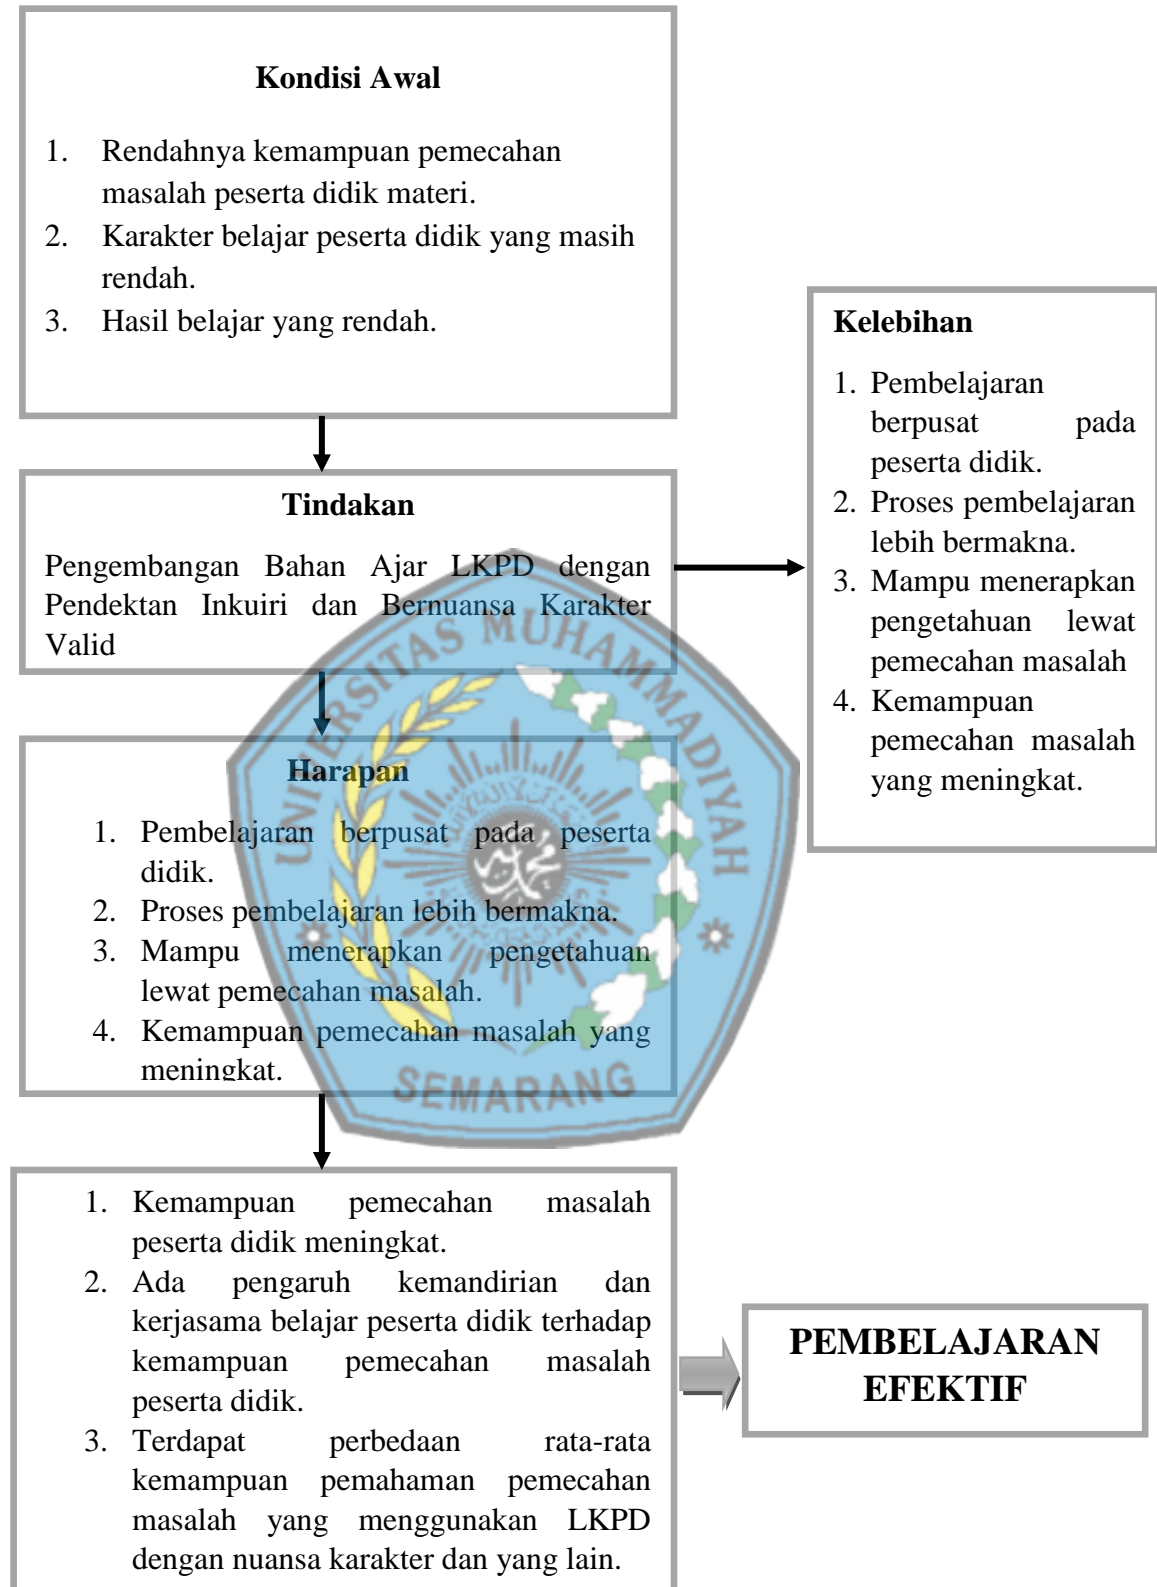 Kondisi Awal
1. Rendahnya kemampuan pemecahan
masalah peserta didik materi.
2. Karakter belajar peserta didik yang masih
rendah.
3. Hasil belajar yang rendah.
Kelebihan
1. Pembelajaran
berpusat pada
peserta didik.
2. Proses pembelajaran
lebih bermakna.
3. Mampu menerapkan
pengetahuan lewat
pemecahan masalah
4. Kemampuan
pemecahan masalah
yang meningkat.
Tindakan
Pengembangan Bahan Ajar LKPD dengan
Pendektan Inkuiri dan Bernuansa Karakter
Valid
UNIVERSITAS MUHAMMADIYAH
SEMARANG
Harapan
1. Pembelajaran berpusat pada peserta
didik.
2. Proses pembelajaran lebih bermakna.
3. Mampu menerapkan pengetahuan
lewat pemecahan masalah.
4. Kemampuan pemecahan masalah yang
meningkat.
1. Kemampuan pemecahan masalah
peserta didik meningkat.
2. Ada pengaruh kemandirian dan
kerjasama belajar peserta didik terhadap
kemampuan pemecahan masalah
peserta didik.
3. Terdapat perbedaan rata-rata
kemampuan pemahaman pemecahan
masalah yang menggunakan LKPD
dengan nuansa karakter dan yang lain.
PEMBELAJARAN
EFEKTIF